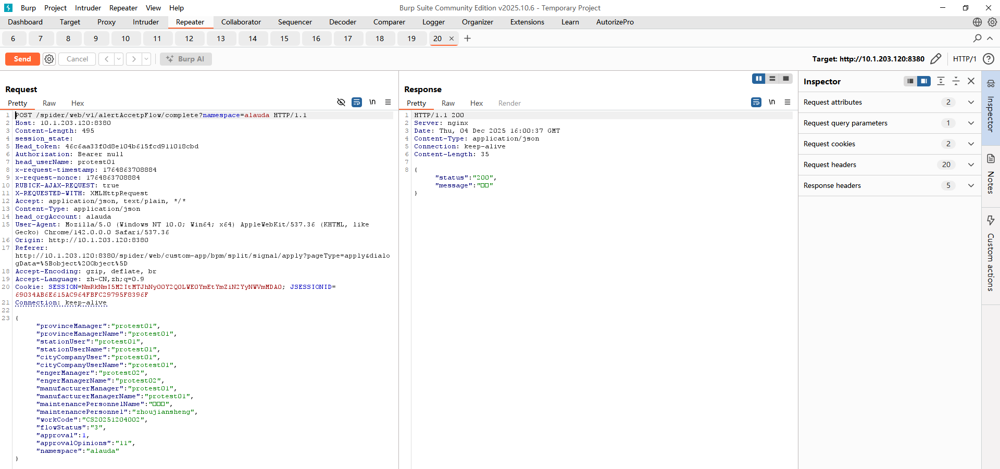 Burp Project Intruder Repeater View Help
Burp Suite Community Edition v2025.10.6 - Temporary Project
Dashboard Target Proxy Intruder Repeater Collaborator Sequencer Decoder Comparer Logger Organizer Extensions Learn AutorizePro
6 7 8 9 10 11 12 13 14 15 16 17 18 19 20 × +
Send Cancel < > Burp AI
Target: http://10.1.203.120:8380 HTTP/1
Request
Pretty Raw Hex
1 POST /spider/web/v1/alertAccetpFlow/complete?namespace=alauda HTTP/1.1
2 Host: 10.1.203.120:8380
3 Content-Length: 495
4 session_state:
5 Head_token: 46c6aa33f0d8e104b615fcd911018cbd
6 Authorization: Bearer null
7 head_userName: protest01
8 x-request-timestamp: 1764863708884
9 x-request-nonce: 1764863708884
10 RUBICK-AJAX-REQUEST: true
11 X-REQUESTED-WITH: XMLHttpRequest
12 Accept: application/json, text/plain, */*
13 Content-Type: application/json
14 head_orgAccount: alauda
15 User-Agent: Mozilla/5.0 (Windows NT 10.0; Win64; x64) AppleWebKit/537.36 (KHTML, like
Gecko) Chrome/142.0.0.0 Safari/537.36
16 Origin: http://10.1.203.120:8380
17 Referer:
http://10.1.203.120:8380/spider/web/custom-app/bpm/split/signal/apply?pageType=apply&dialo
gData=%5Bobject%20Object%5D
18 Accept-Encoding: gzip, deflate, br
19 Accept-Language: zh-CN,zh;q=0.9
20 Cookie: SESSION=NmRkNmI5M2ItMTJhNy00Y2Q0LWE0YmEtYmZiN2YyNWVmMDA0; JSESSIONID=
69034AB6E615AC964FBFC29795F8396F
21 Connection: keep-alive
22
23 {
"provinceManager":"protest01",
"provinceManagerName":"protest01",
"stationUser":"protest01",
"stationUserName":"protest01",
"cityCompanyUser":"protest01",
"cityCompanyUserName":"protest01",
"engerManager":"protest02",
"engerManagerName":"protest02",
"manufacturerManager":"protest01",
"manufacturerManagerName":"protest01",
"maintenancePersonnelName":"□□□",
"maintenancePersonnel":"zhoujiansheng",
"workCode":"CS20251204002",
"flowStatus":"3",
"approval":1,
"approvalOpinions":"11",
"namespace":"alauda"
}
Response
Pretty Raw Hex Render
1 HTTP/1.1 200
2 Server: nginx
3 Date: Thu, 04 Dec 2025 16:00:37 GMT
4 Content-Type: application/json
5 Connection: keep-alive
6 Content-Length: 35
7
8 {
"status":"200",
"message":"□□"
}
Inspector
Request attributes 2
Request query parameters 1
Request cookies 2
Request headers 20
Response headers 5
Inspector
Notes
Custom actions